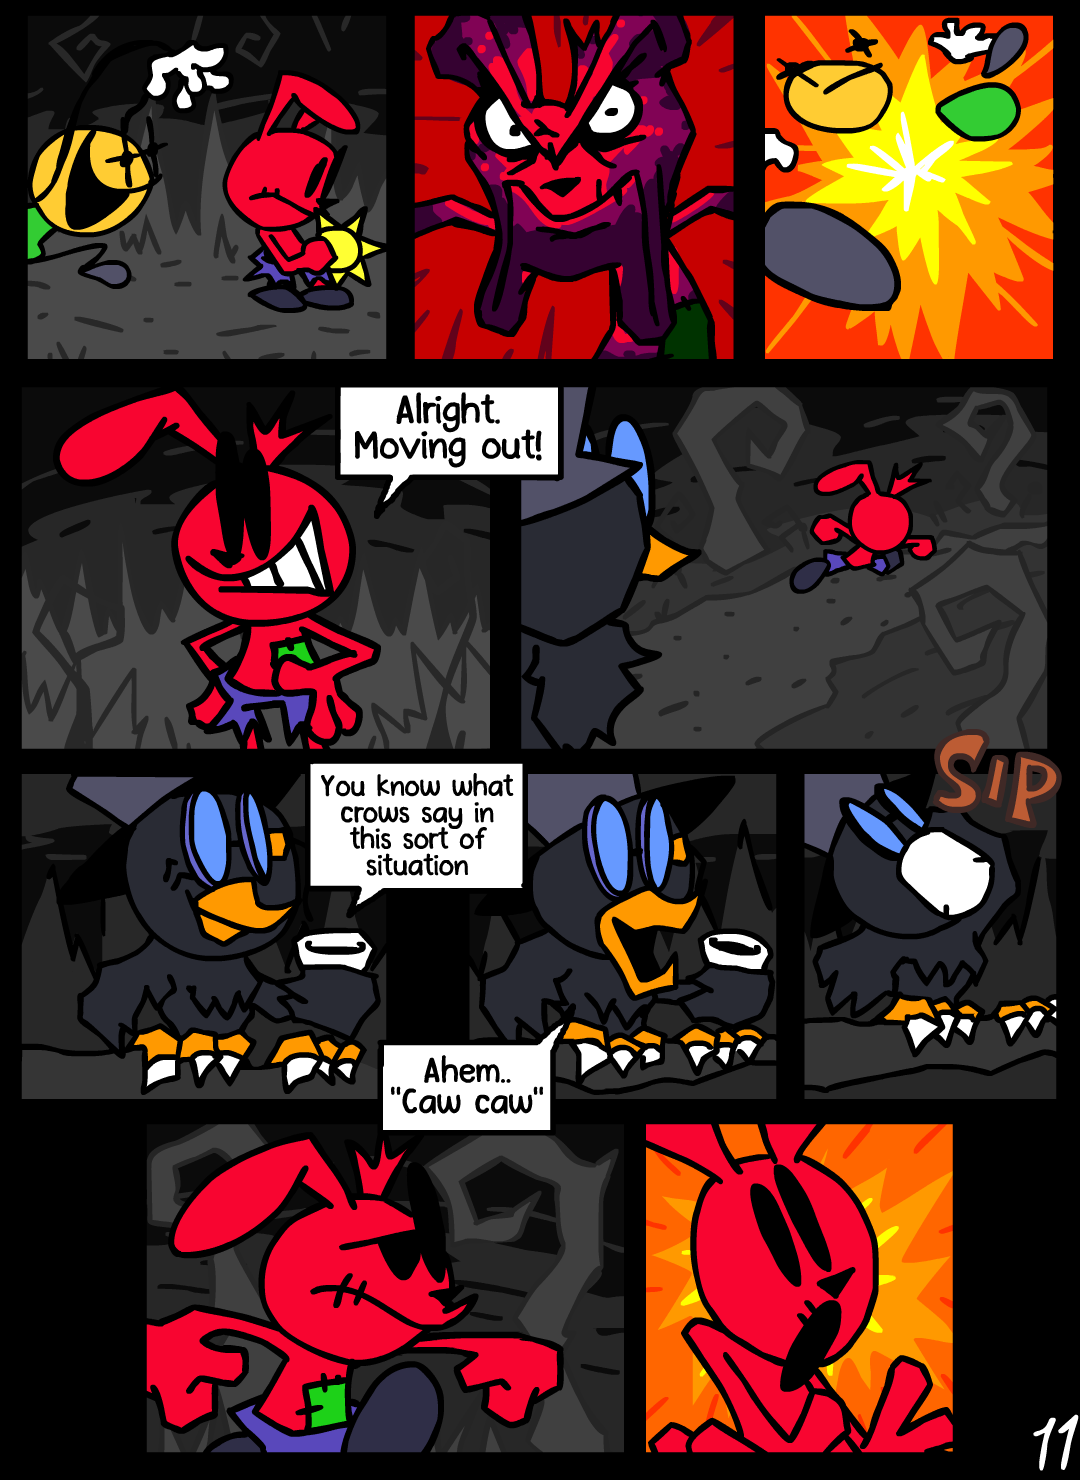 Alright.
Moving out!
SIP
You know what
crows say in
this sort of
situation
Ahem..
"Caw caw"
11